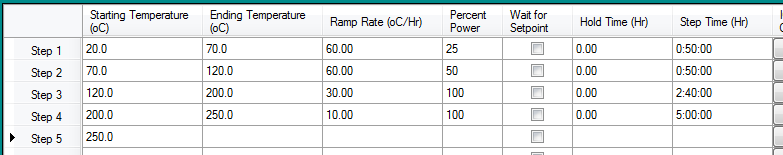 Starting Temperature (oC) Ending Temperature (oC) Ramp Rate (oC/Hr) Percent Power Wait for Setpoint Hold Time (Hr) Step Time (Hr)
Step 1 20.0 70.0 60.00 25 0.00 0:50:00
Step 2 70.0 120.0 60.00 50 0.00 0:50:00
Step 3 120.0 200.0 30.00 100 0.00 2:40:00
Step 4 200.0 250.0 10.00 100 0.00 5:00:00
Step 5 250.0